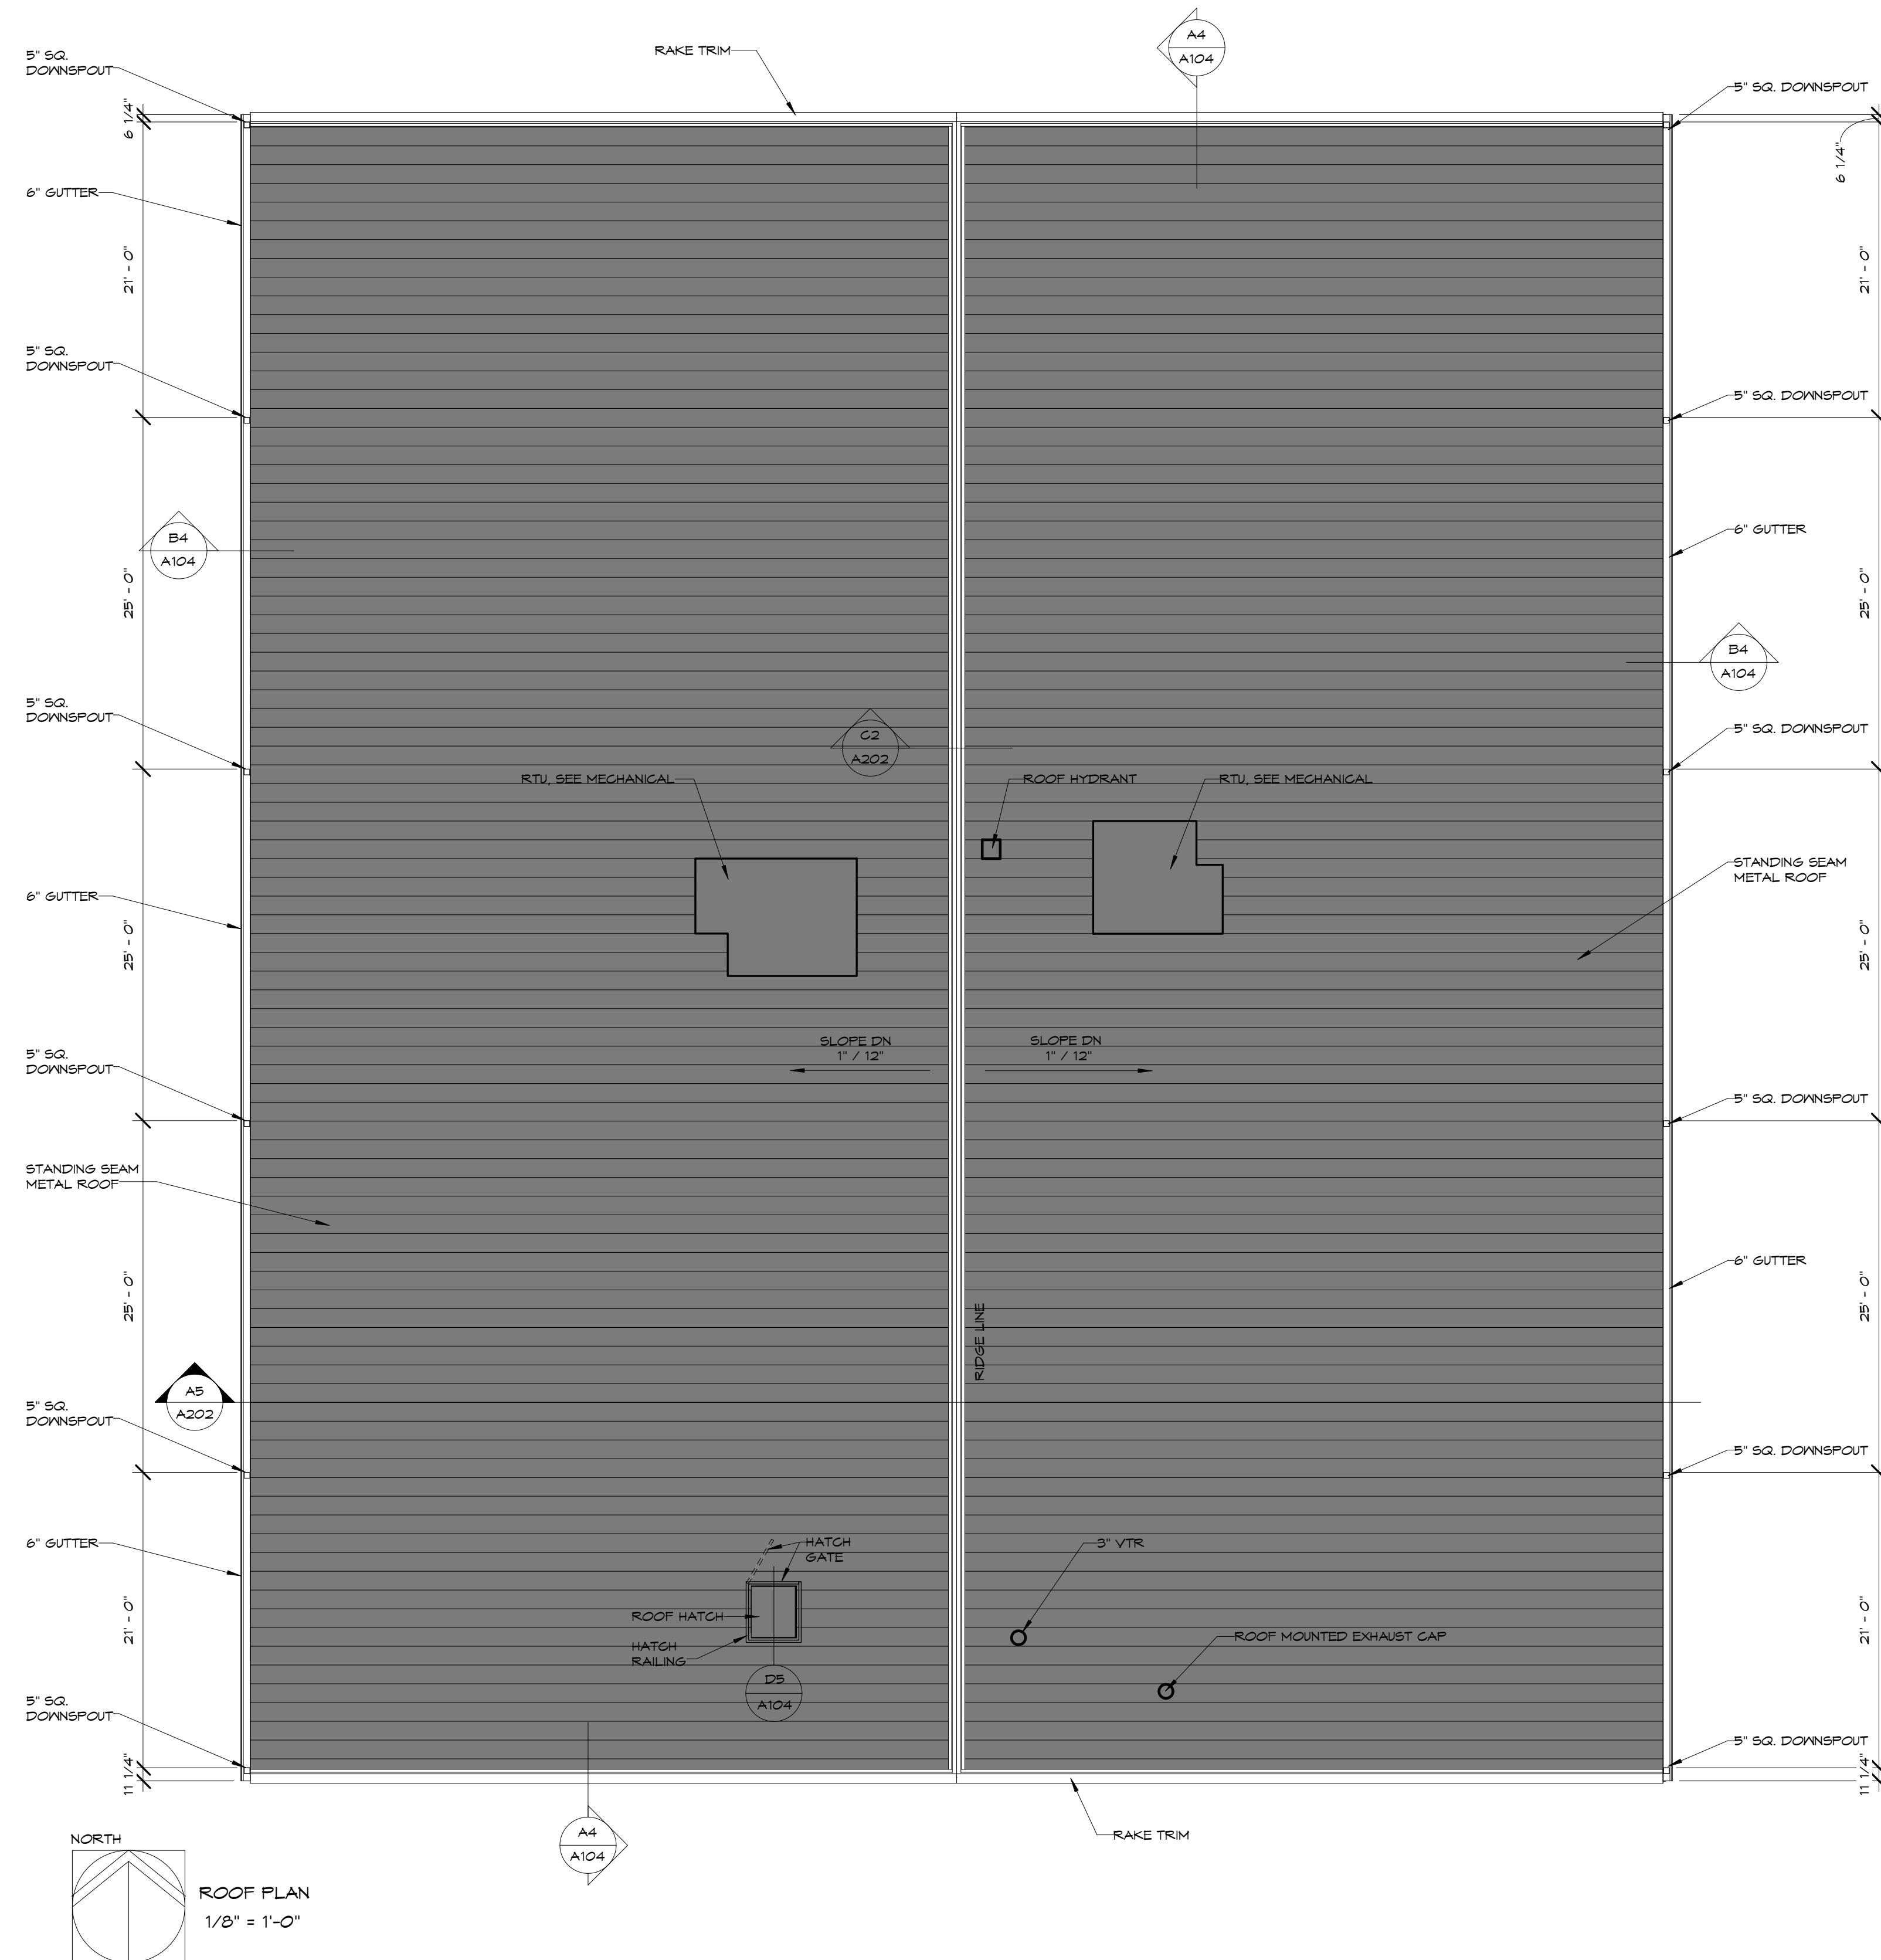 A4
A104
5" SQ.
DOWNSPOUT
RAKE TRIM
5" SQ. DOWNSPOUT
6 1/4"
6 1/4"
6" GUTTER
21' - 0"
21' - 0"
5" SQ.
DOWNSPOUT
5" SQ. DOWNSPOUT
B4
A104
6" GUTTER
25' - 0"
25' - 0"
B4
A104
5" SQ.
DOWNSPOUT
5" SQ. DOWNSPOUT
C2
A202
RTU, SEE MECHANICAL
ROOF HYDRANT
RTU, SEE MECHANICAL
STANDING SEAM
METAL ROOF
6" GUTTER
25' - 0"
25' - 0"
SLOPE DN
1" / 12"
SLOPE DN
1" / 12"
5" SQ.
DOWNSPOUT
5" SQ. DOWNSPOUT
STANDING SEAM
METAL ROOF
6" GUTTER
25' - 0"
25' - 0"
RIDGE LINE
A5
A202
5" SQ.
DOWNSPOUT
5" SQ. DOWNSPOUT
6" GUTTER
HATCH
GATE
3" VTR
21' - 0"
21' - 0"
ROOF HATCH
HATCH
RAILING
ROOF MOUNTED EXHAUST CAP
D5
A104
5" SQ.
DOWNSPOUT
5" SQ. DOWNSPOUT
11 1/4"
11 1/4"
A4
A104
RAKE TRIM
NORTH
ROOF PLAN
1/8" = 1'-0"